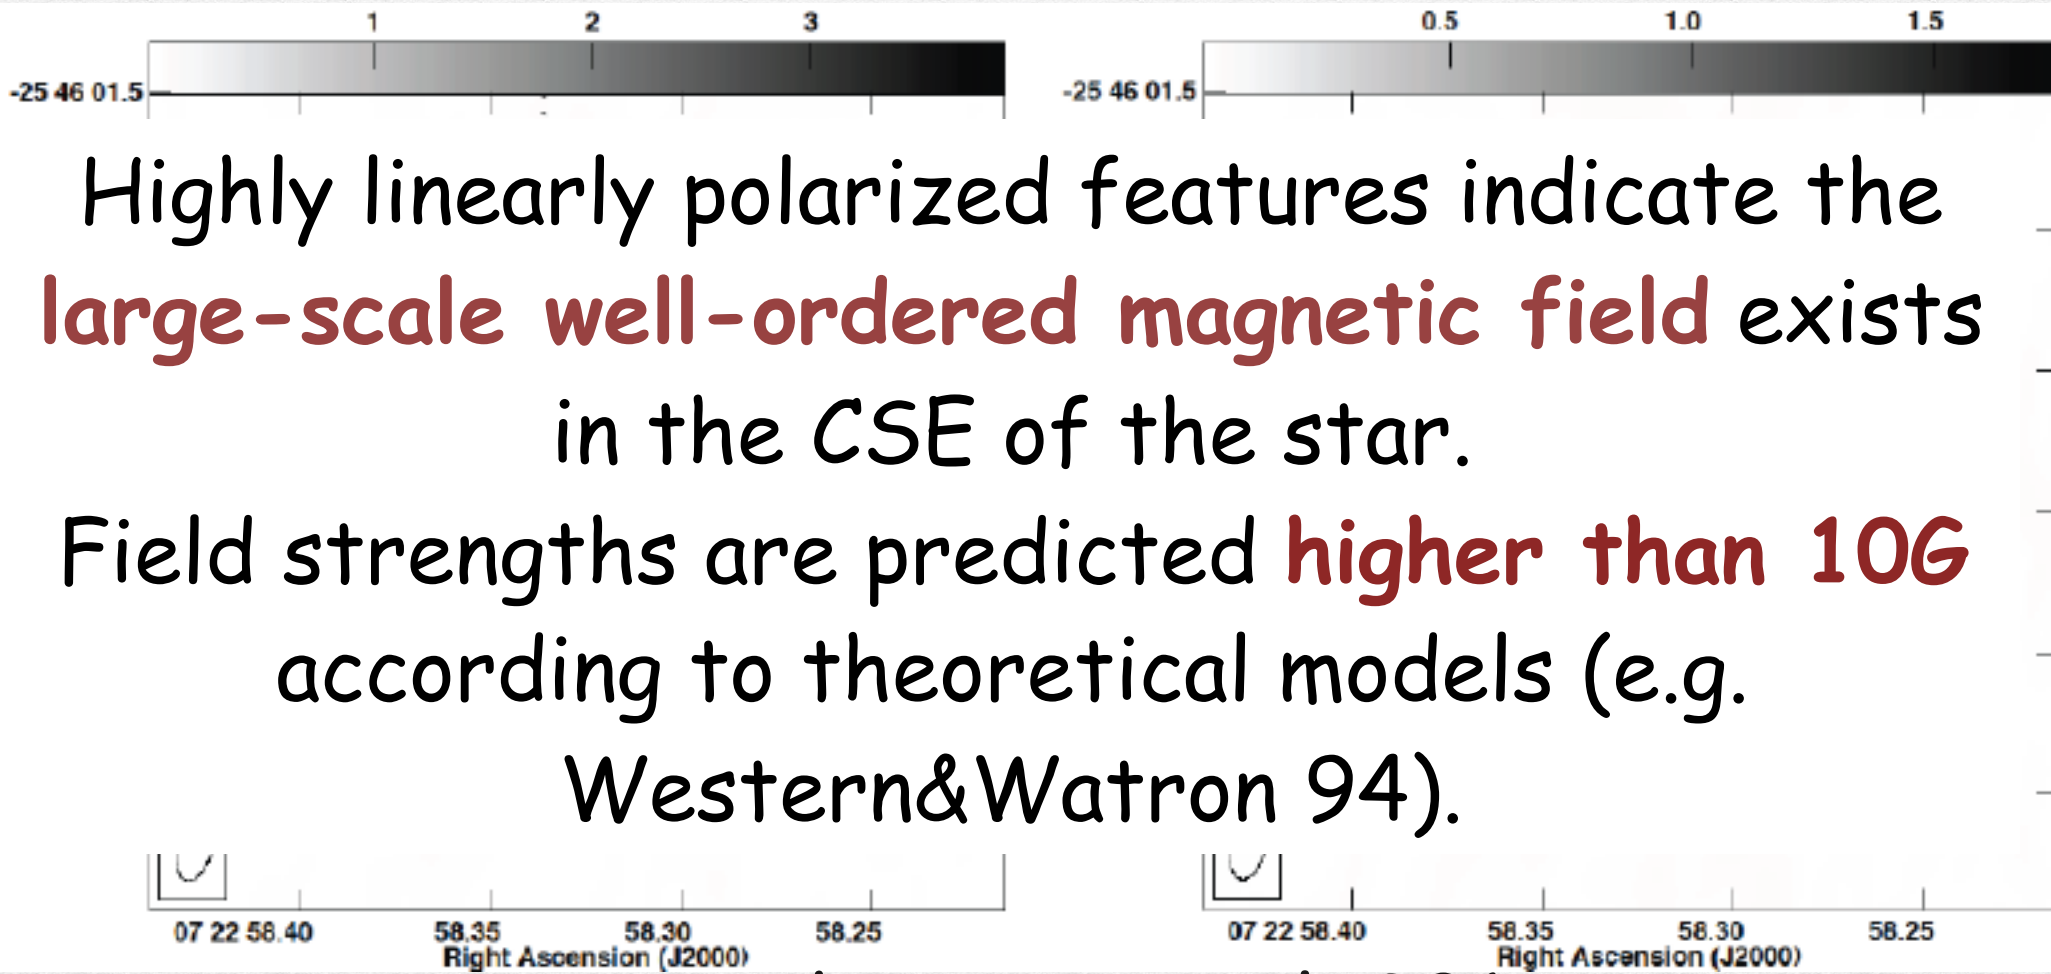 1 2 3
0.5 1.0 1.5
-25 46 01.5
-25 46 01.5
Highly linearly polarized features indicate the
large-scale well-ordered magnetic field exists
in the CSE of the star.
Field strengths are predicted higher than 10G
according to theoretical models (e.g.
Western&Watron 94).
07 22 58.40 58.35 58.30 58.25
Right Ascension (J2000)
07 22 58.40 58.35 58.30 58.25
Right Ascension (J2000)